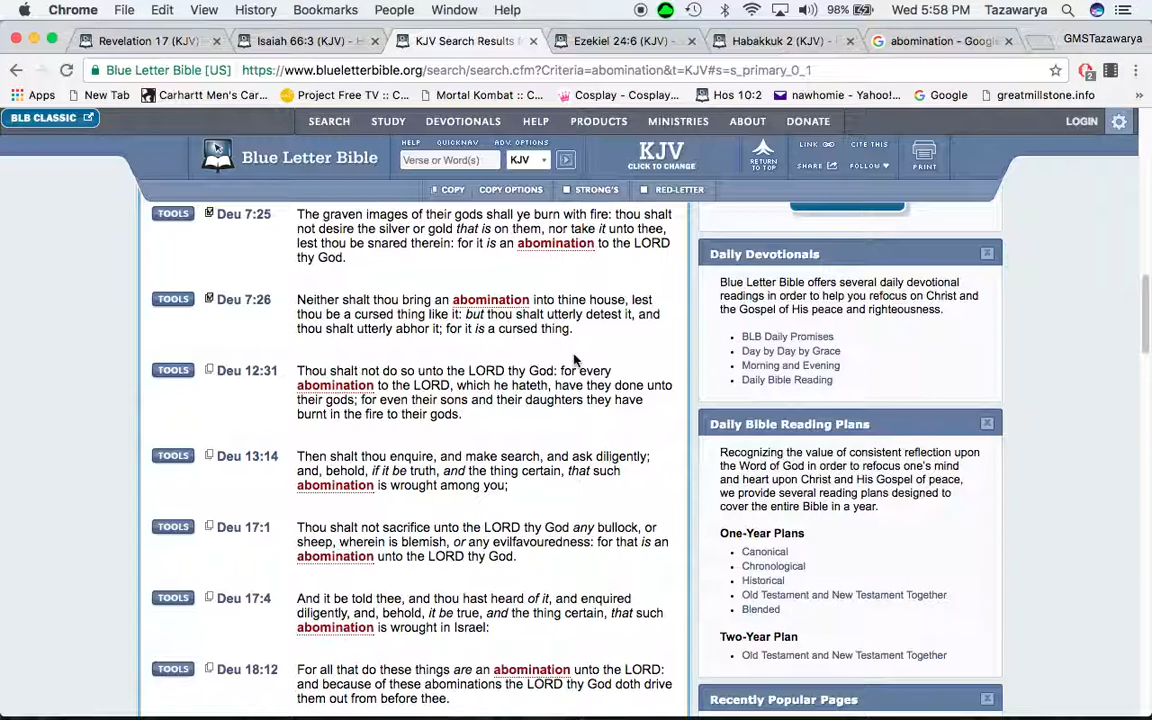 Chrome File Edit View History Bookmarks People Window Help 98% Wed 5:58 PM Tazawarya
Revelation 17 (KJV) Isaiah 66:3 (KJV) - H KJV Search Results f Ezekiel 24:6 (KJV) - Habakkuk 2 (KJV) - abomination - Google GMSTazawarya
Blue Letter Bible [US] https://www.blueletterbible.org/search/search.cfm?Criteria=abomination&t=KJV#s=s_primary_0_1
Apps New Tab Carhartt Men's Car... Project Free TV :: C... Mortal Kombat :: C... Cosplay - Cosplay... Hos 10:2 nawhomie - Yahoo!... Google greatmillstone.info »
BLB CLASSIC SEARCH STUDY DEVOTIONALS HELP PRODUCTS MINISTRIES ABOUT DONATE LOGIN
HELP QUICKNAV ADV. OPTIONS
Blue Letter Bible Verse or Word(s) KJV KJV CLICK TO CHANGE RETURN TO TOP LINK CITE THIS SHARE FOLLOW PRINT
COPY COPY OPTIONS STRONG'S RED-LETTER
TOOLS Deu 7:25 The graven images of their gods shall ye burn with fire: thou shalt
not desire the silver or gold that is on them, nor take it unto thee,
lest thou be snared therein: for it is an abomination to the LORD
thy God.
TOOLS Deu 7:26 Neither shalt thou bring an abomination into thine house, lest
thou be a cursed thing like it: but thou shalt utterly detest it, and
thou shalt utterly abhor it; for it is a cursed thing.
TOOLS Deu 12:31 Thou shalt not do so unto the LORD thy God: for every
abomination to the LORD, which he hateth, have they done unto
their gods; for even their sons and their daughters they have
burnt in the fire to their gods.
TOOLS Deu 13:14 Then shalt thou enquire, and make search, and ask diligently;
and, behold, if it be truth, and the thing certain, that such
abomination is wrought among you;
TOOLS Deu 17:1 Thou shalt not sacrifice unto the LORD thy God any bullock, or
sheep, wherein is blemish, or any evilfavouredness: for that is an
abomination unto the LORD thy God.
TOOLS Deu 17:4 And it be told thee, and thou hast heard of it, and enquired
diligently, and, behold, it be true, and the thing certain, that such
abomination is wrought in Israel:
TOOLS Deu 18:12 For all that do these things are an abomination unto the LORD:
and because of these abominations the LORD thy God doth drive
them out from before thee.
Daily Devotionals
Blue Letter Bible offers several daily devotional
readings in order to help you refocus on Christ and
the Gospel of His peace and righteousness.
BLB Daily Promises
Day by Day by Grace
Morning and Evening
Daily Bible Reading
Daily Bible Reading Plans
Recognizing the value of consistent reflection upon
the Word of God in order to refocus one's mind
and heart upon Christ and His Gospel of peace,
we provide several reading plans designed to
cover the entire Bible in a year.
One-Year Plans
Canonical
Chronological
Historical
Old Testament and New Testament Together
Blended
Two-Year Plan
Old Testament and New Testament Together
Recently Popular Pages